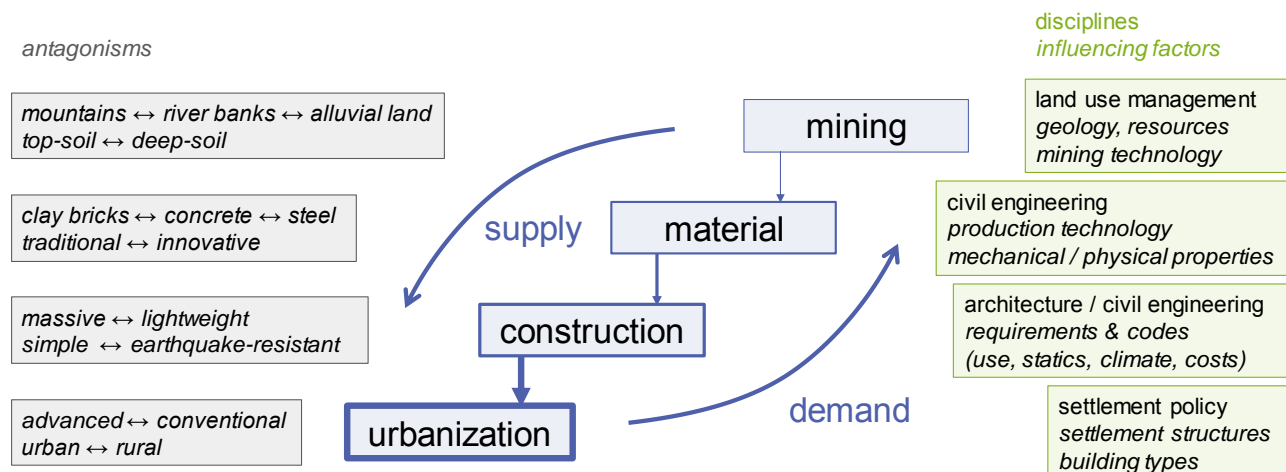 antagonisms
disciplines
influencing factors
mountains ↔ river banks ↔ alluvial land
top-soil ↔ deep-soil
mining
land use management
geology, resources
mining technology
clay bricks ↔ concrete ↔ steel
traditional ↔ innovative
supply
material
civil engineering
production technology
mechanical / physical properties
massive ↔ lightweight
simple ↔ earthquake-resistant
construction
architecture / civil engineering
requirements & codes
(use, statics, climate, costs)
advanced ↔ conventional
urban ↔ rural
urbanization
demand
settlement policy
settlement structures
building types